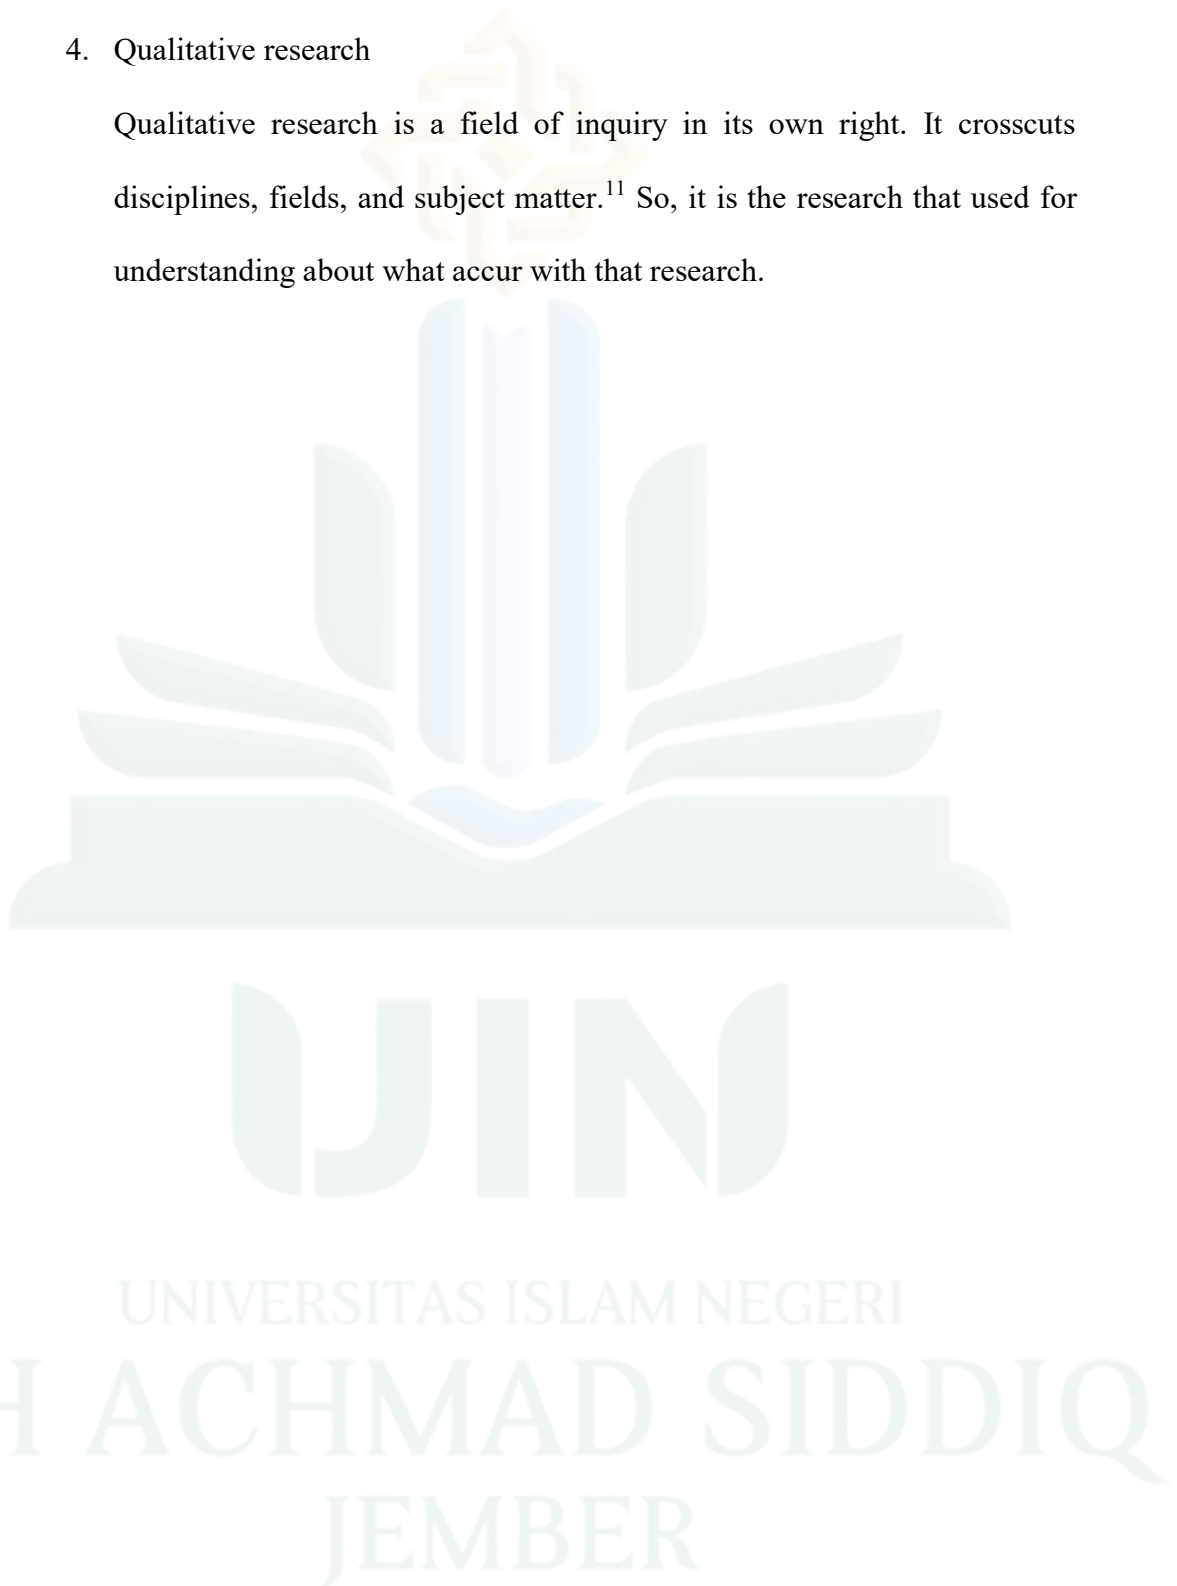 4. Qualitative research
Qualitative research is a field of inquiry in its own right. It crosscuts
disciplines, fields, and subject matter.11 So, it is the research that used for
understanding about what accur with that research.
UIN
UNIVERSITAS ISLAM NEGERI
H ACHMAD SIDDIQ
JEMBER